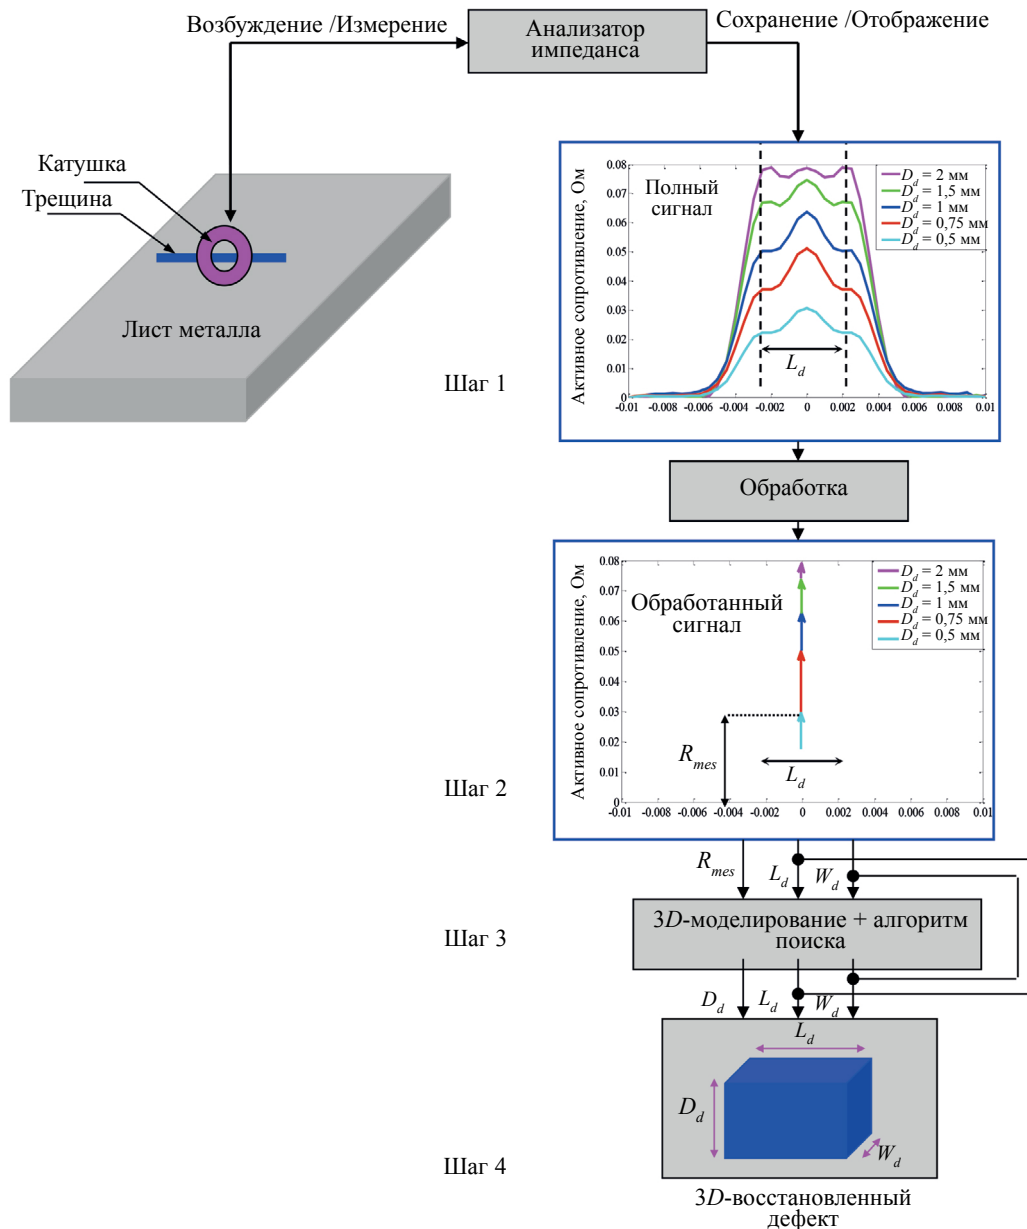 Возбуждение /Измерение
Анализатор
импеданса
Сохранение /Отображение
Катушка
Трещина
Лист металла
Шаг 1
Активное сопротивление, Ом
0.08
0.07
0.06
0.05
0.04
0.03
0.02
0.01
0
Полный
сигнал
D_d = 2 мм
D_d = 1,5 мм
D_d = 1 мм
D_d = 0,75 мм
D_d = 0,5 мм
L_d
-0.01 -0.008 -0.006 -0.004 -0.002 0 0.002 0.004 0.006 0.008 0.01
Обработка
Шаг 2
Активное сопротивление, Ом
0.08
0.07
0.06
0.05
0.04
0.03
0.02
0.01
0
Обработанный
сигнал
D_d = 2 мм
D_d = 1,5 мм
D_d = 1 мм
D_d = 0,75 мм
D_d = 0,5 мм
R_mes
L_d
-0.01 -0.008 -0.006 -0.004 -0.002 0 0.002 0.004 0.006 0.008 0.01
R_mes L_d W_d
Шаг 3
3D-моделирование + алгоритм
поиска
D_d L_d W_d
L_d
D_d
W_d
Шаг 4
3D-восстановленный
дефект